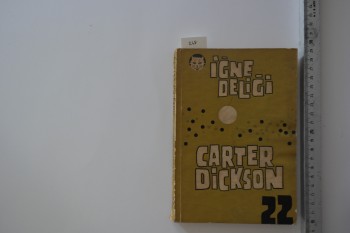 İĞNE
DELİĞİ
CARTER
DICKSON
22